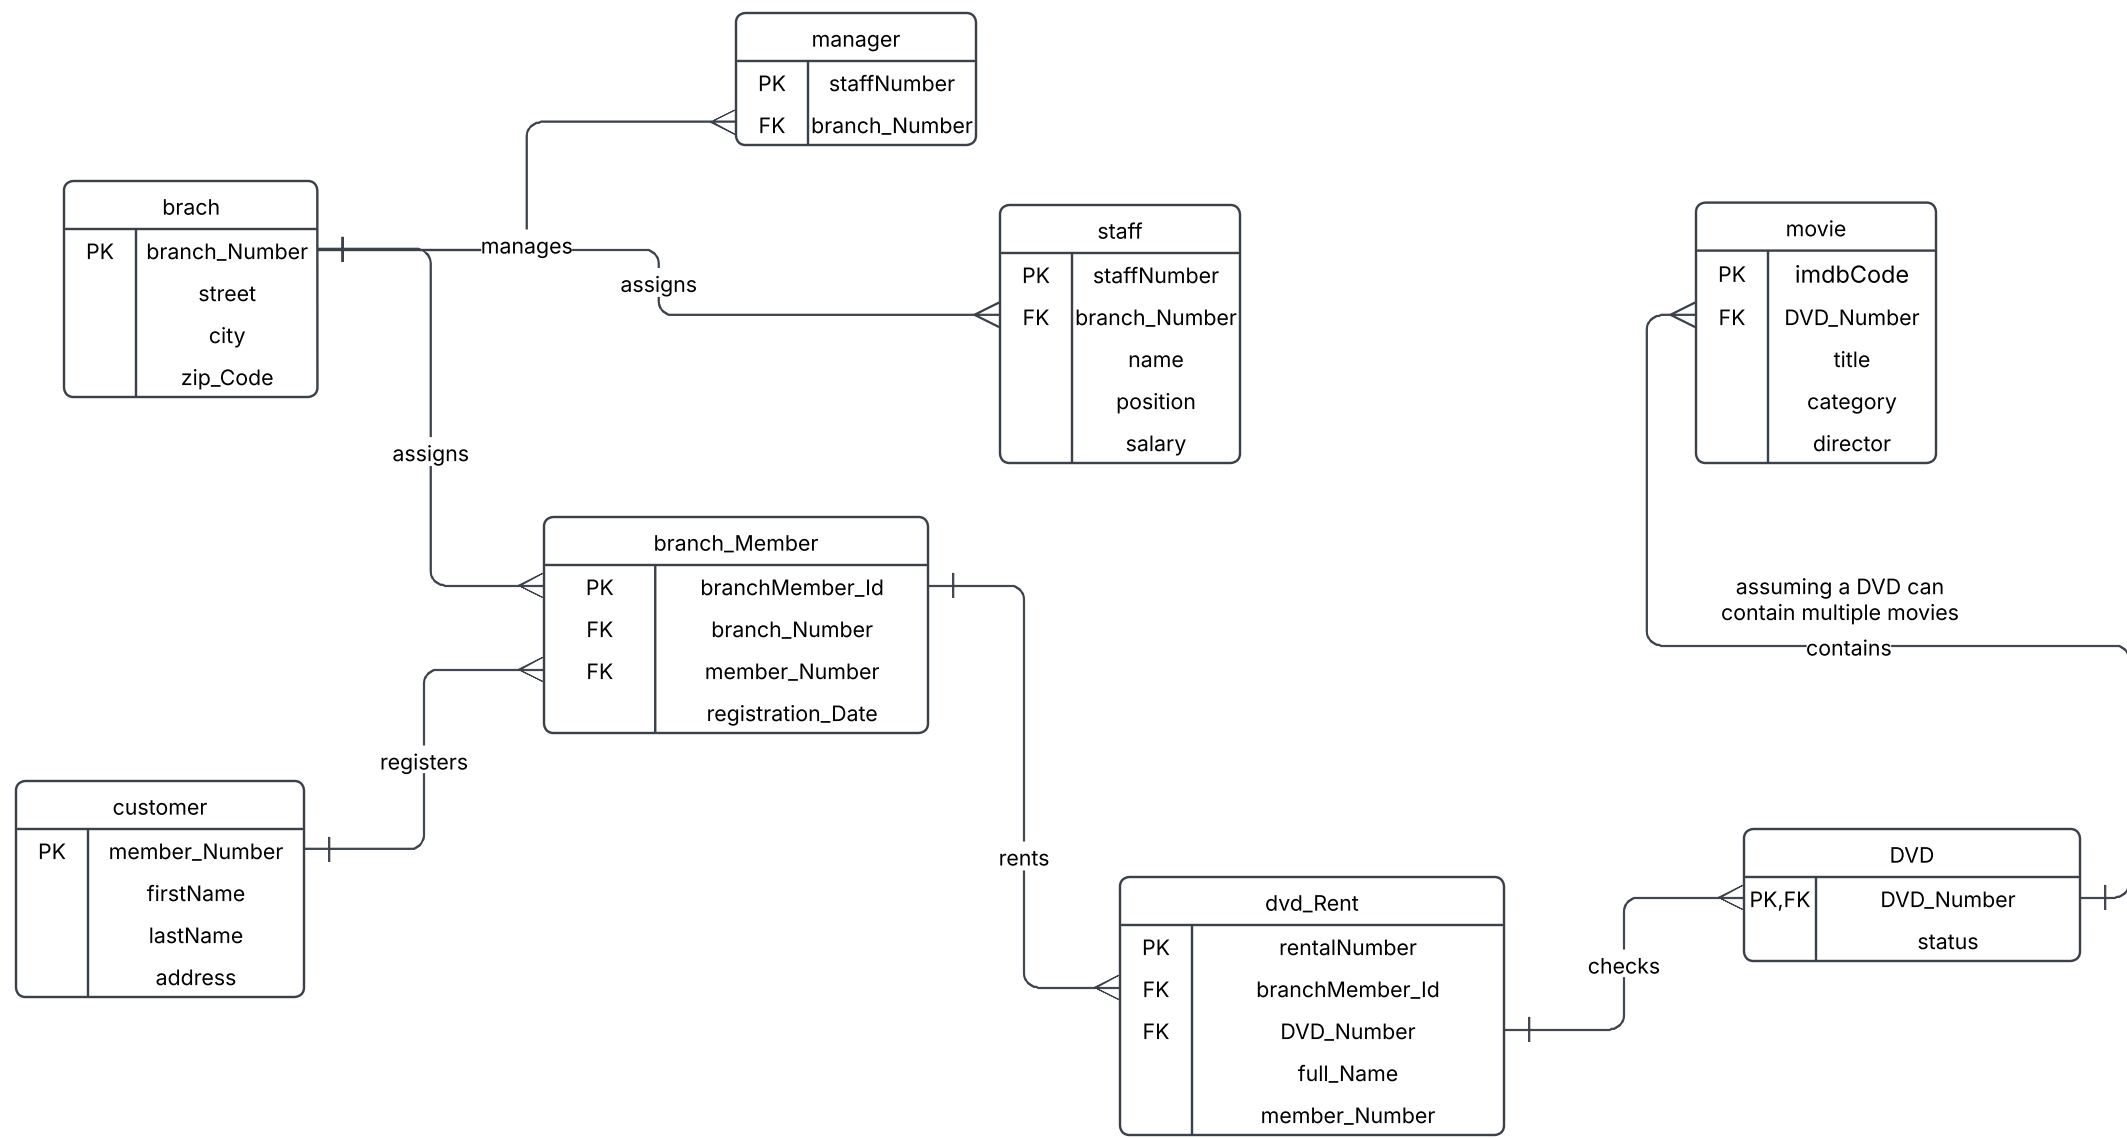 manager
PK staffNumber
FK branch_Number
brach
PK branch_Number
street
city
zip_Code
manages
assigns
staff
PK staffNumber
FK branch_Number
name
position
salary
movie
PK imdbCode
FK DVD_Number
title
category
director
assigns
branch_Member
PK branchMember_Id
FK branch_Number
FK member_Number
registration_Date
assuming a DVD can
contain multiple movies
contains
registers
customer
PK member_Number
firstName
lastName
address
rents
dvd_Rent
PK rentalNumber
FK branchMember_Id
FK DVD_Number
full_Name
member_Number
checks
DVD
PK,FK DVD_Number
status